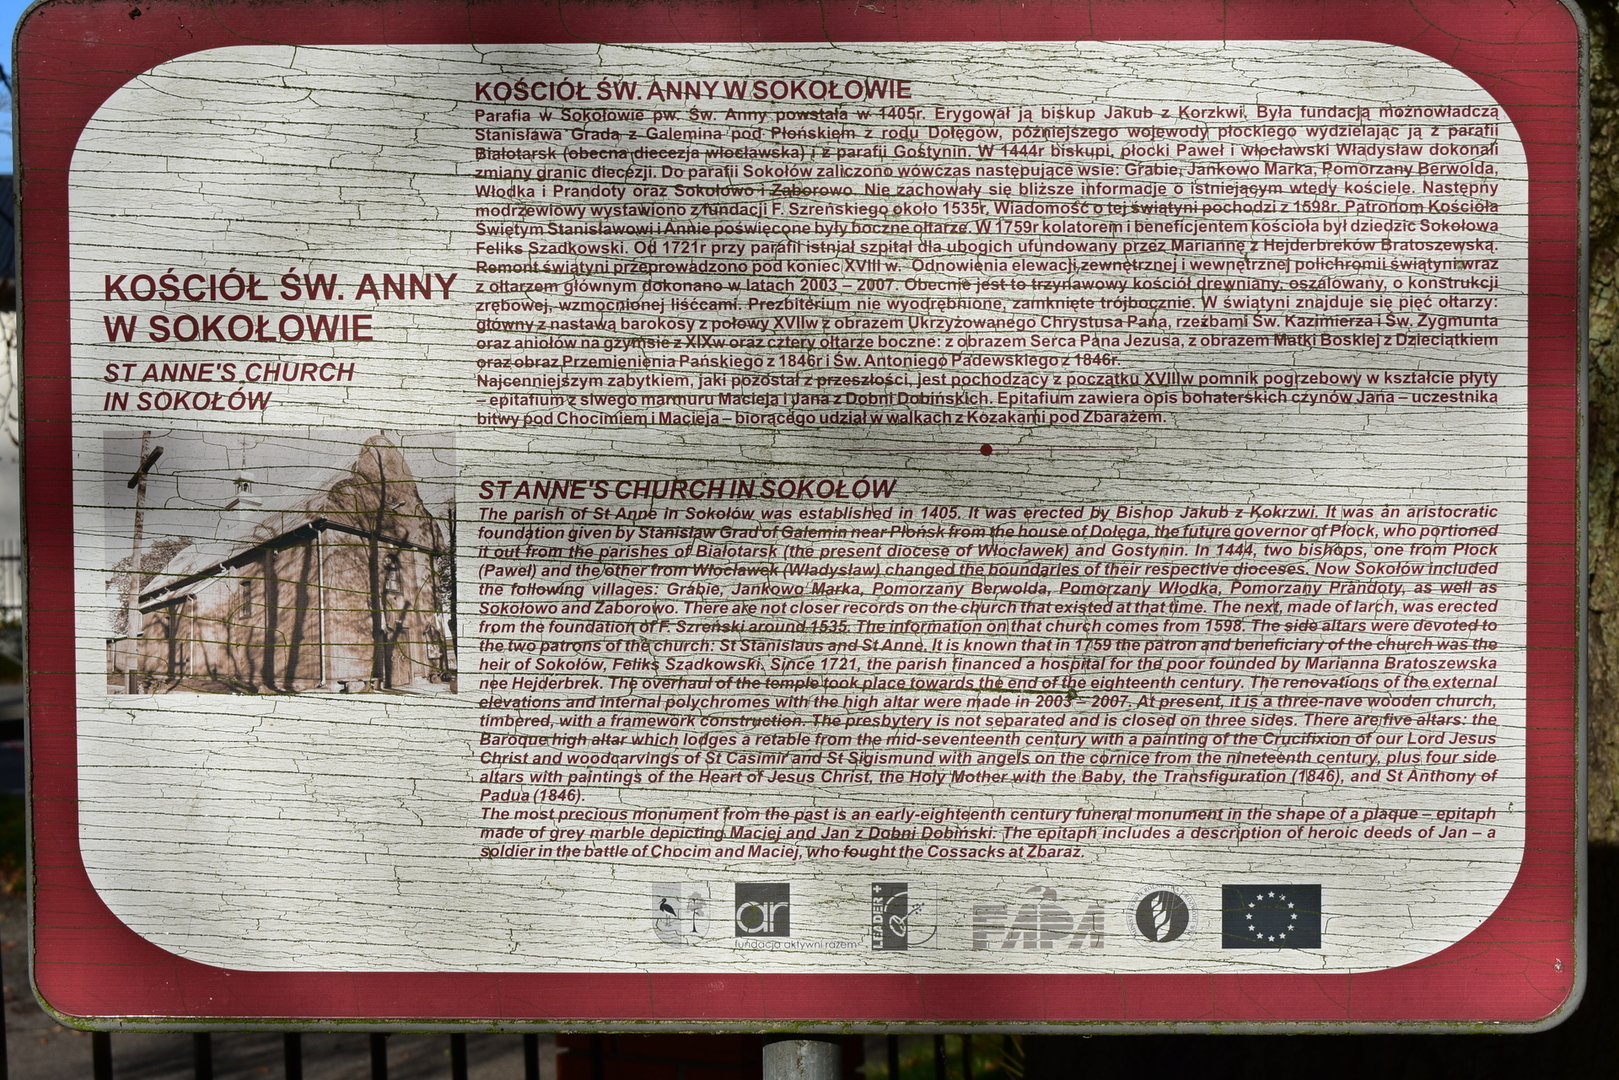 KOŚCIÓŁ ŚW. ANNY
W SOKOŁOWIE
ST ANNE'S CHURCH
IN SOKOŁÓW
KOŚCIÓŁ ŚW. ANNY W SOKOŁOWIE
Parafia w Sokołowie pw. Św. Anny powstała w 1405r. Erygował ją biskup Jakub z Korzkwi. Była fundacją możnowładczą
Stanisława Grada z Galemina pod Płońskiem z rodu Dołęgów, późniejszego wojewody płockiego wydzielając ją z parafii
Białotarsk (obecna diecezja włocławska) i z parafii Gostynin. W 1444r biskupi, płocki Paweł i włocławski Władysław dokonali
zmiany granic diecezji. Do parafii Sokołów zaliczono wówczas następujące wsie: Grabie, Jankowo Marka, Pomorzany Berwolda,
Włodka i Prandoty oraz Sokołowo i Zaborowo. Nie zachowały się bliższe informacje o istniejącym wtedy kościele. Następny
modrzewiowy wystawiono z fundacji F. Szreńskiego około 1535r. Wiadomość o tej świątyni pochodzi z 1598r. Patronom Kościoła
Świętym Stanisławowi i Annie poświęcone były boczne ołtarze. W 1759r kolatorem i beneficjentem kościoła był dziedzic Sokołowa
Feliks Szadkowski. Od 1721r przy parafii istniał szpital dla ubogich ufundowany przez Mariannę z Hejderbreków Bratoszewską.
Remont świątyni przeprowadzono pod koniec XVIII w. Odnowienia elewacji zewnętrznej i wewnętrznej polichromii świątyni wraz
z ołtarzem głównym dokonano w latach 2003 – 2007. Obecnie jest to trzynawowy kościół drewniany, oszalowany, o konstrukcji
zrębowej, wzmocnionej liśćcami. Prezbiterium nie wyodrębnione, zamknięte trójbocznie. W świątyni znajduje się pięć ołtarzy:
główny z nastawą barokosy z połowy XVIIw z obrazem Ukrzyżowanego Chrystusa Pana, rzeźbami Św. Kazimierza i Św. Zygmunta
oraz aniołów na gzymsie z XIXw oraz cztery ołtarze boczne: z obrazem Serca Pana Jezusa, z obrazem Matki Boskiej z Dzieciątkiem
oraz obraz Przemienienia Pańskiego z 1846r i Św. Antoniego Padewskiego z 1846r.
Najcenniejszym zabytkiem, jaki pozostał z przeszłości, jest pochodzący z początku XVIIIw pomnik pogrzebowy w kształcie płyty
– epitafium z siwego marmuru Macieja i Jana z Dobni Dobińskich. Epitafium zawiera opis bohaterskich czynów Jana – uczestnika
bitwy pod Chocimiem i Macieja – biorącego udział w walkach z Kozakami pod Zbarażem.
ST ANNE'S CHURCH IN SOKOŁÓW
The parish of St Anne in Sokołów was established in 1405. It was erected by Bishop Jakub z Kokrzwi. It was an aristocratic
foundation given by Stanisław Grad of Galemin near Płońsk from the house of Dołęga, the future governor of Płock, who portioned
it out from the parishes of Białotarsk (the present diocese of Włocławek) and Gostynin. In 1444, two bishops, one from Płock
(Paweł) and the other from Włocławek (Władysław) changed the boundaries of their respective dioceses. Now Sokołów included
the following villages: Grabie, Jankowo Marka, Pomorzany Berwolda, Pomorzany Włodka, Pomorzany Prandoty, as well as
Sokołowo and Zaborowo. There are not closer records on the church that existed at that time. The next, made of larch, was erected
from the foundation of F. Szreński around 1535. The information on that church comes from 1598. The side altars were devoted to
the two patrons of the church: St Stanislaus and St Anne. It is known that in 1759 the patron and beneficiary of the church was the
heir of Sokołów, Feliks Szadkowski. Since 1721, the parish financed a hospital for the poor founded by Marianna Bratoszewska
nee Hejderbrek. The overhaul of the temple took place towards the end of the eighteenth century. The renovations of the external
elevations and internal polychromes with the high altar were made in 2003 – 2007. At present, it is a three-nave wooden church,
timbered, with a framework construction. The presbytery is not separated and is closed on three sides. There are five altars: the
Baroque high altar which lodges a retable from the mid-seventeenth century with a painting of the Crucifixion of our Lord Jesus
Christ and woodcarvings of St Casimir and St Sigismund with angels on the cornice from the nineteenth century, plus four side
altars with paintings of the Heart of Jesus Christ, the Holy Mother with the Baby, the Transfiguration (1846), and St Anthony of
Padua (1846).
The most precious monument from the past is an early-eighteenth century funeral monument in the shape of a plaque – epitaph
made of grey marble depicting Maciej and Jan z Dobni Dobiński. The epitaph includes a description of heroic deeds of Jan – a
soldier in the battle of Chocim and Maciej, who fought the Cossacks at Zbaraż.
ar
fundacja aktywni razem
LEADER +
FAPA